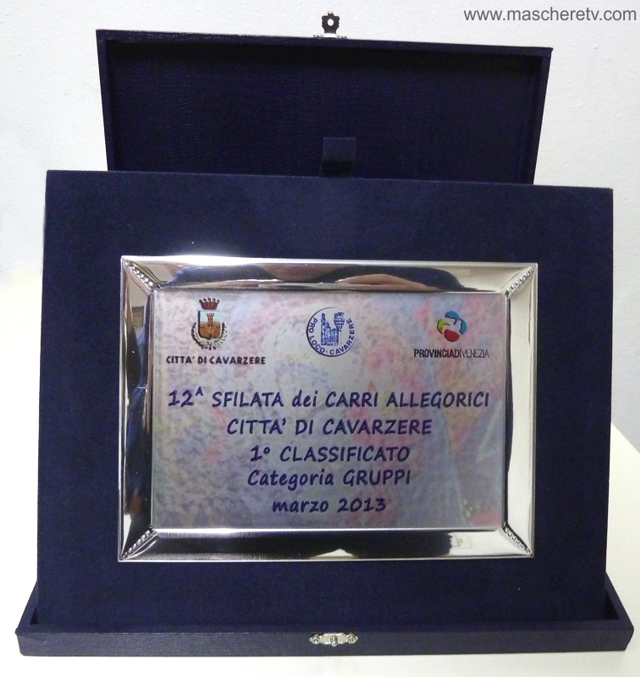 www.mascheretv.com
CITTA' DI CAVARZERE
PRO LOCO - CAVARZERE
PROVINCIADIVENEZIA
12^A SFILATA dei CARRI ALLEGORICI
CITTA' DI CAVARZERE
1° CLASSIFICATO
Categoria GRUPPI
marzo 2013